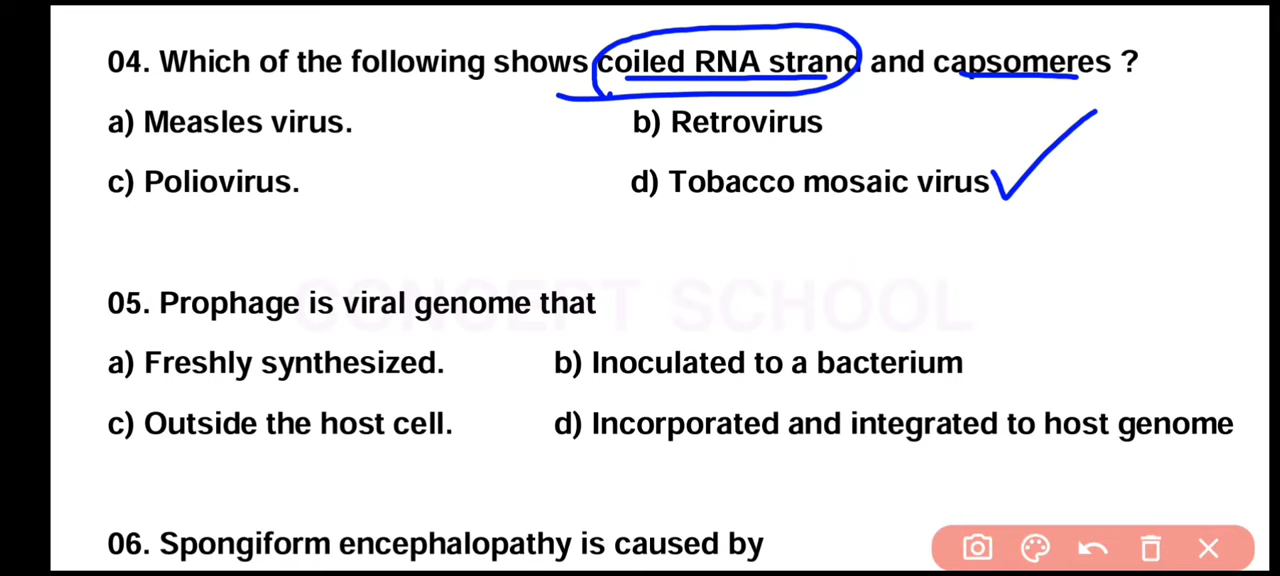 04. Which of the following shows coiled RNA strand and capsomeres ?
a) Measles virus. b) Retrovirus
c) Poliovirus. d) Tobacco mosaic virus
CONCEPT SCHOOL
05. Prophage is viral genome that
a) Freshly synthesized. b) Inoculated to a bacterium
c) Outside the host cell. d) Incorporated and integrated to host genome
06. Spongiform encephalopathy is caused by